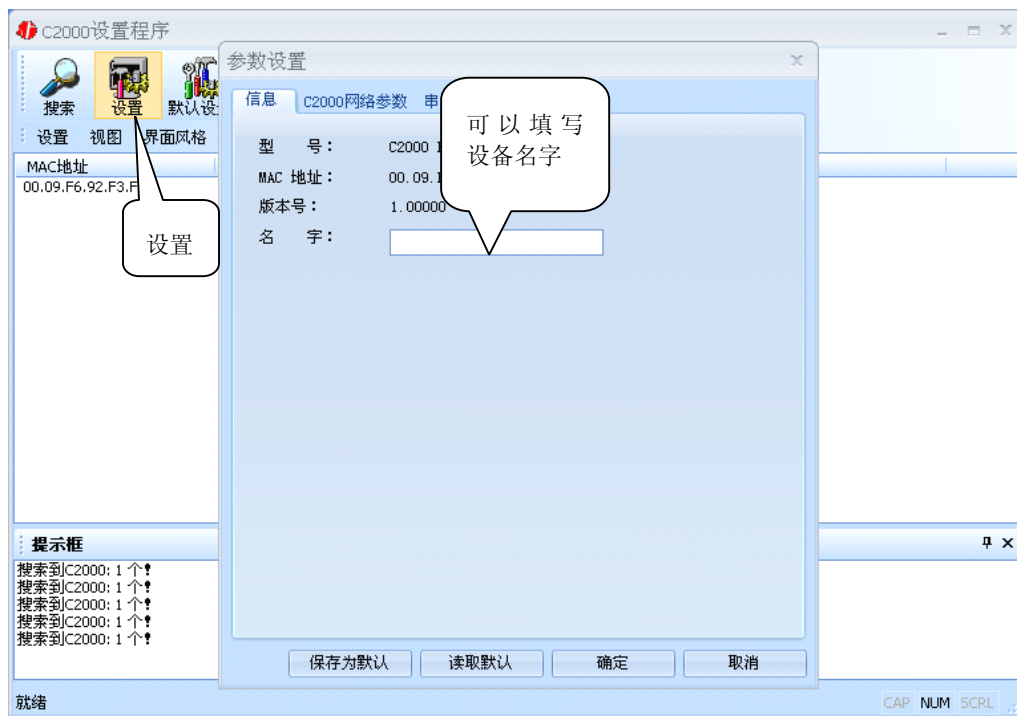 C2000设置程序
搜索
设置
默认设
设置 视图 界面风格
MAC地址
00.09.F6.92.F3.F
设置
参数设置
信息 C2000网络参数 串
可以填写
设备名字
型 号： C2000
MAC 地址： 00.09.
版本号： 1.00000
名 字：
保存为默认 读取默认 确定 取消
提示框
搜索到C2000: 1 个!
搜索到C2000: 1 个!
搜索到C2000: 1 个!
搜索到C2000: 1 个!
搜索到C2000: 1 个!
就绪
CAP NUM SCRL